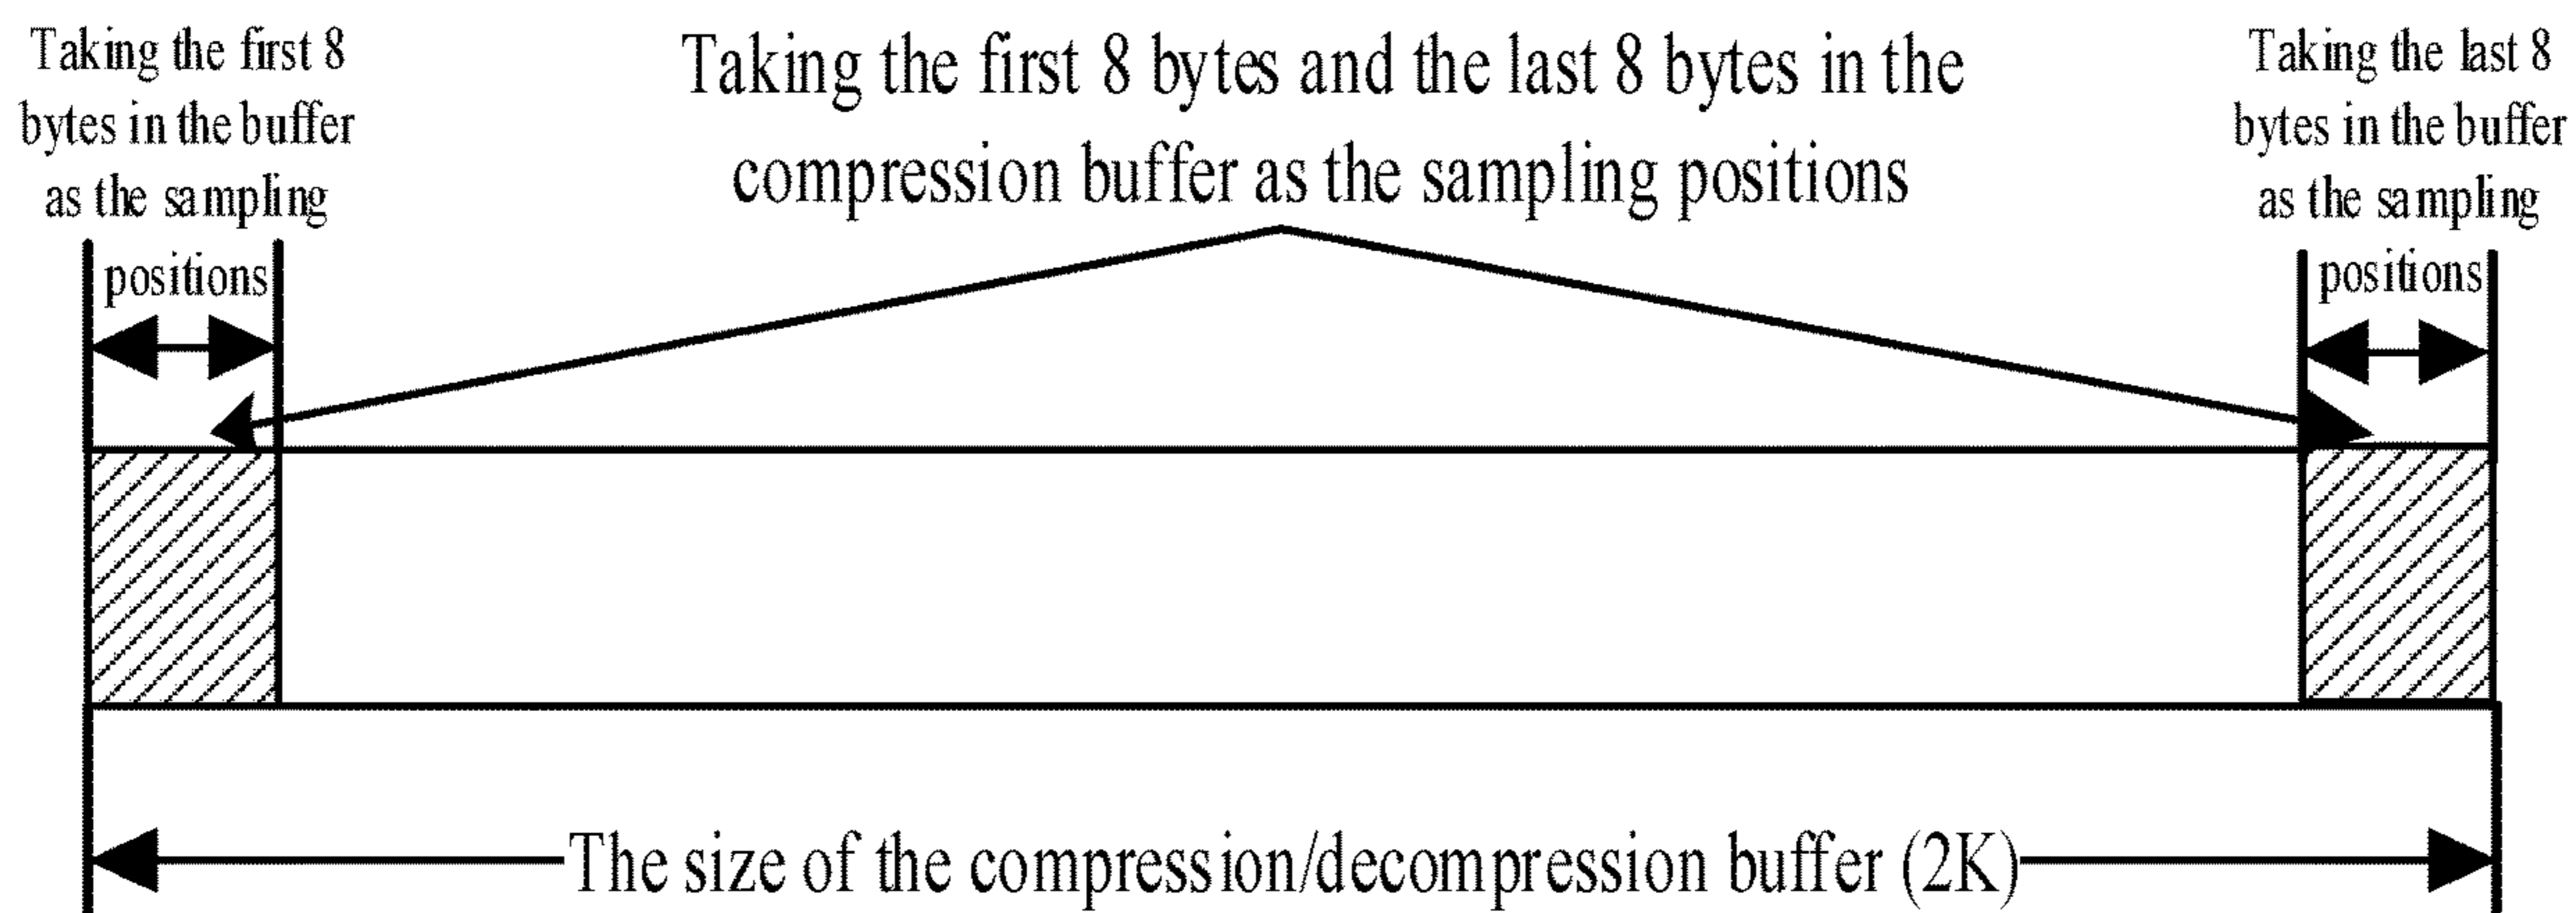 Taking the first 8
bytes in the buffer
as the sampling
positions
Taking the first 8 bytes and the last 8 bytes in the
compression buffer as the sampling positions
Taking the last 8
bytes in the buffer
as the sampling
positions
The size of the compression/decompression buffer (2K)